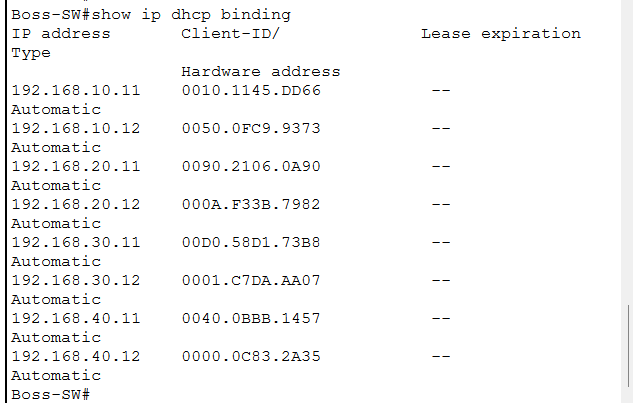 Boss-SW#show ip dhcp binding
IP address       Client-ID/              Lease expiration
Type
                 Hardware address
192.168.10.11    0010.1145.DD66           --
Automatic
192.168.10.12    0050.0FC9.9373           --
Automatic
192.168.20.11    0090.2106.0A90           --
Automatic
192.168.20.12    000A.F33B.7982           --
Automatic
192.168.30.11    00D0.58D1.73B8           --
Automatic
192.168.30.12    0001.C7DA.AA07           --
Automatic
192.168.40.11    0040.0BBB.1457           --
Automatic
192.168.40.12    0000.0C83.2A35           --
Automatic
Boss-SW#